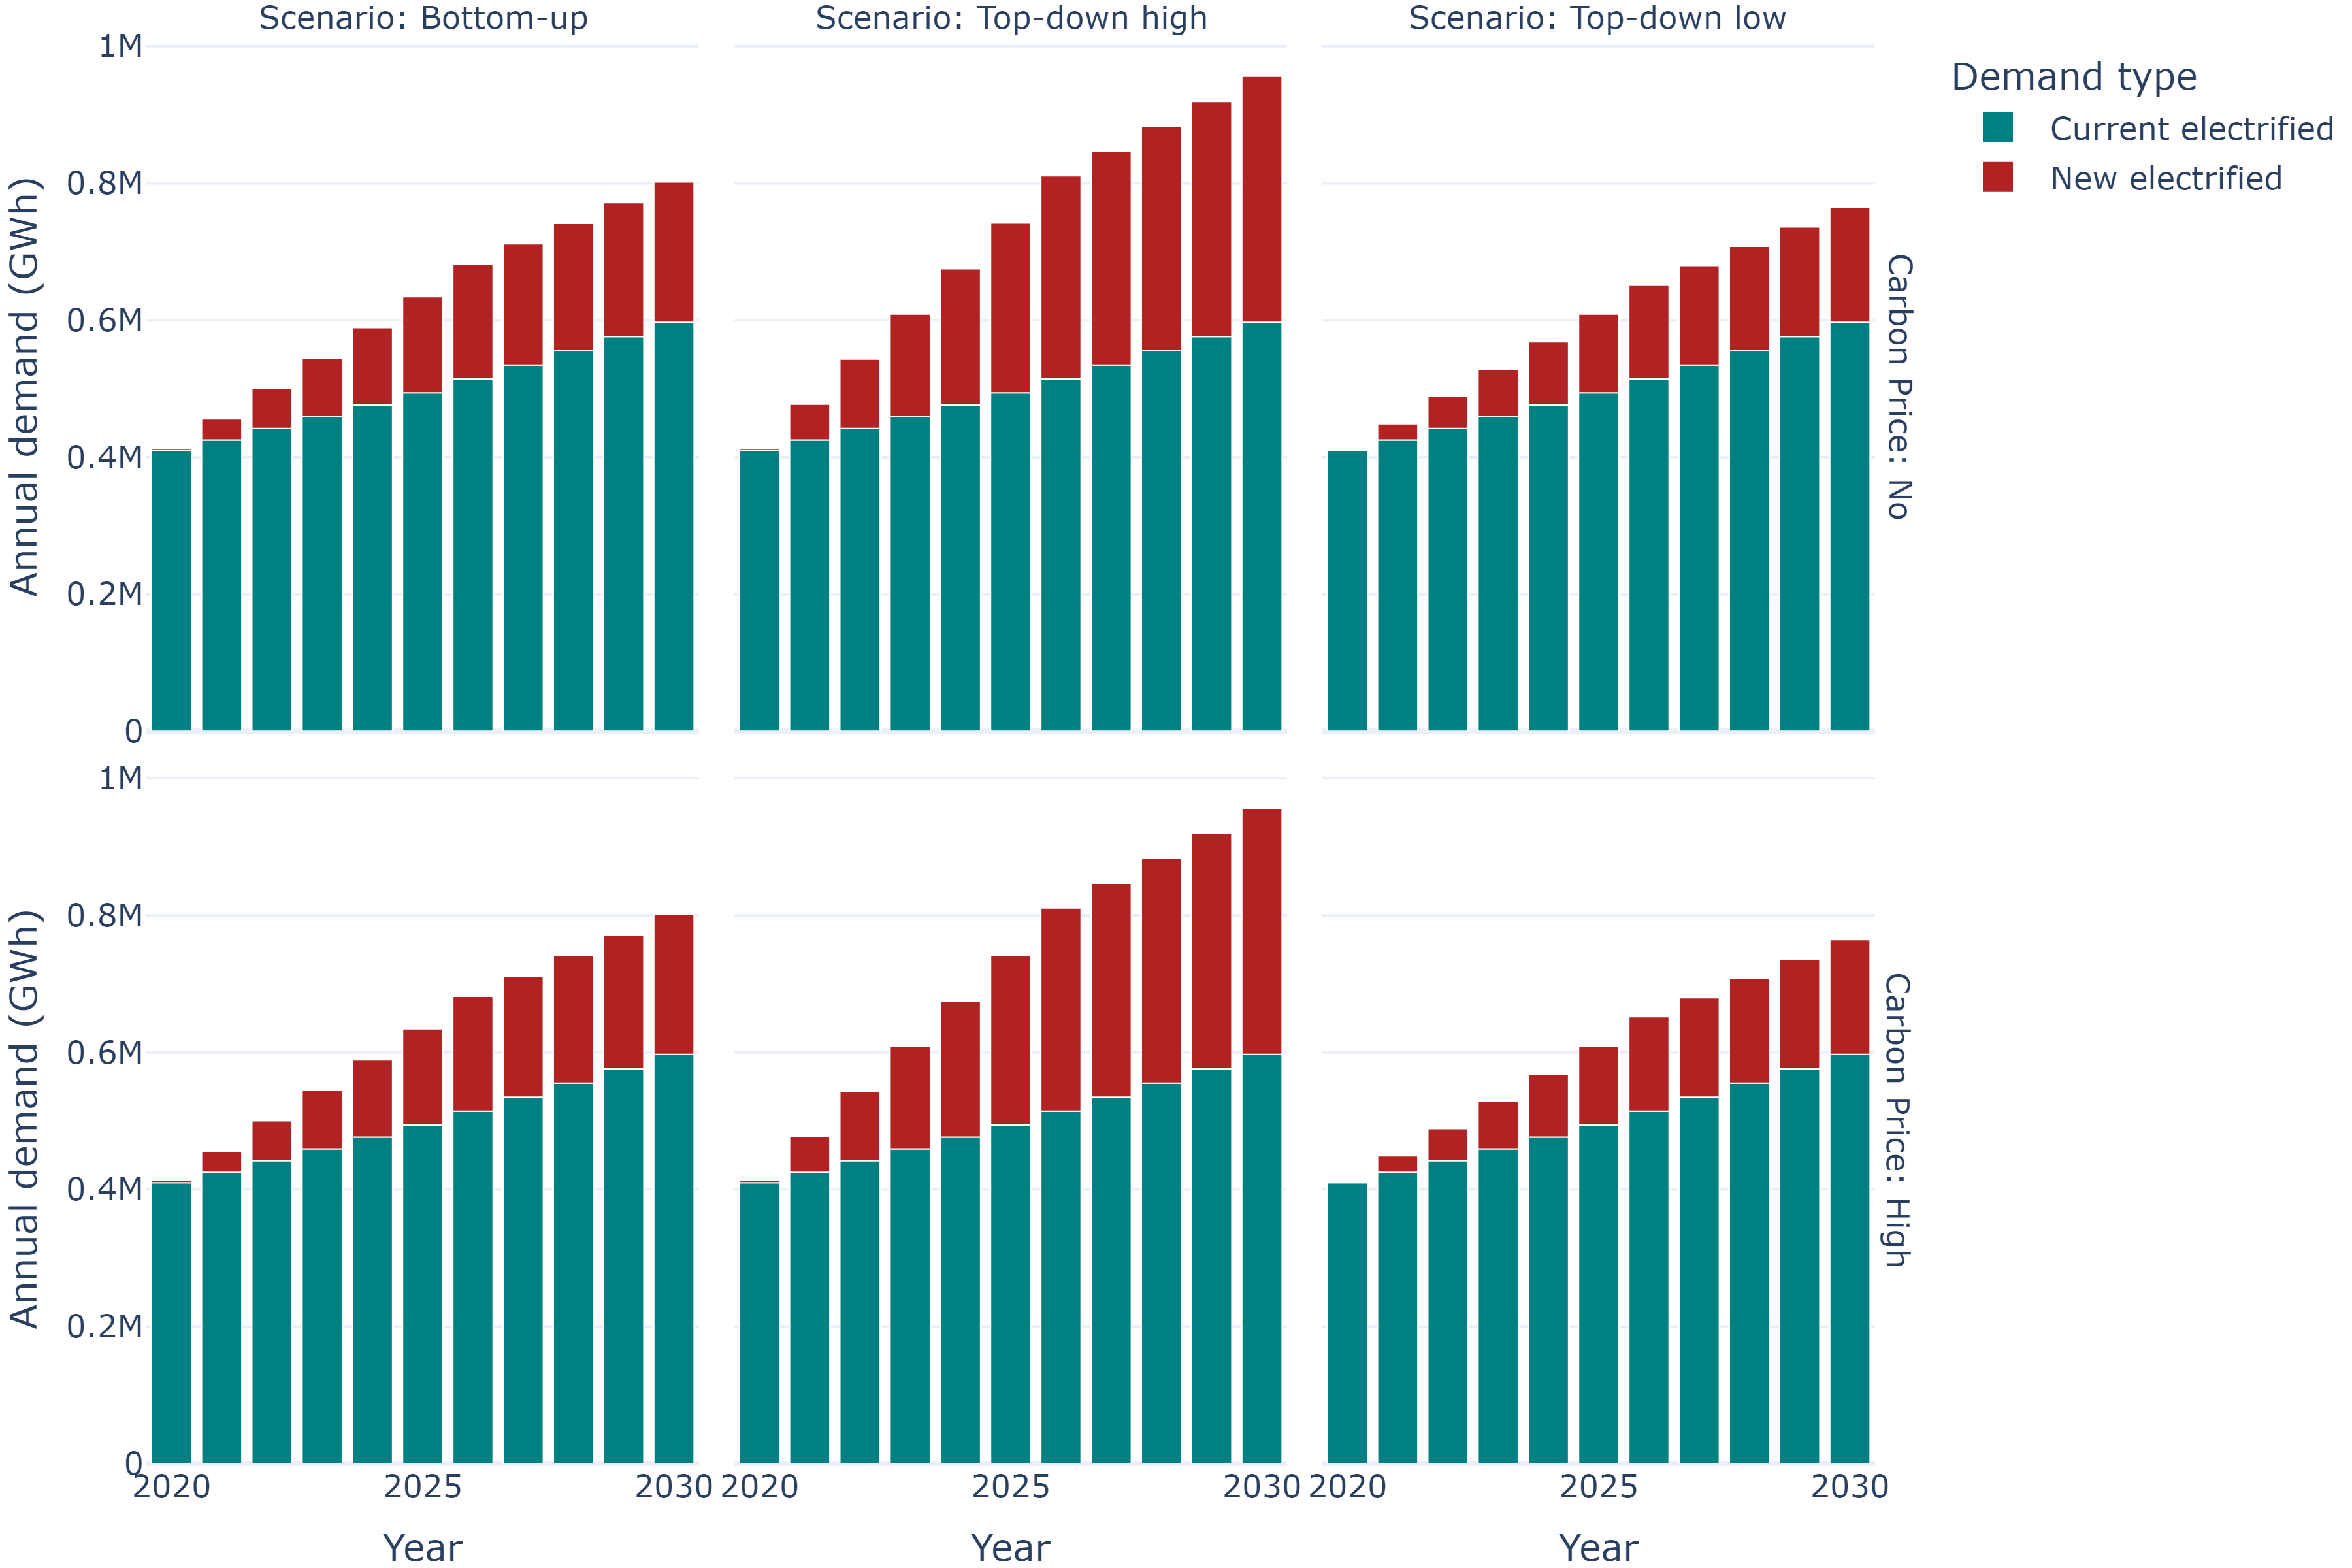 Scenario: Bottom-up
Scenario: Top-down high
Scenario: Top-down low
Demand type
Current electrified
New electrified
Annual demand (GWh)
1M
0.8M
0.6M
0.4M
0.2M
0
Carbon Price: No
Annual demand (GWh)
1M
0.8M
0.6M
0.4M
0.2M
0
Carbon Price: High
2020 2025 2030 2020 2025 2030 2020 2025 2030
Year Year Year